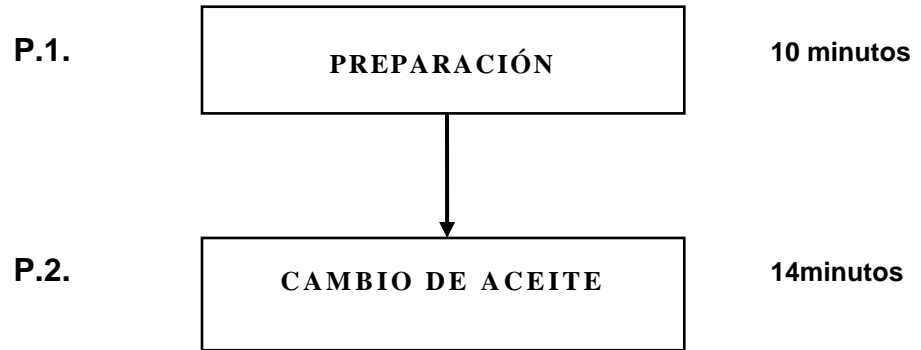 P.1. PREPARACIÓN 10 minutos
P.2. CAMBIO DE ACEITE 14minutos